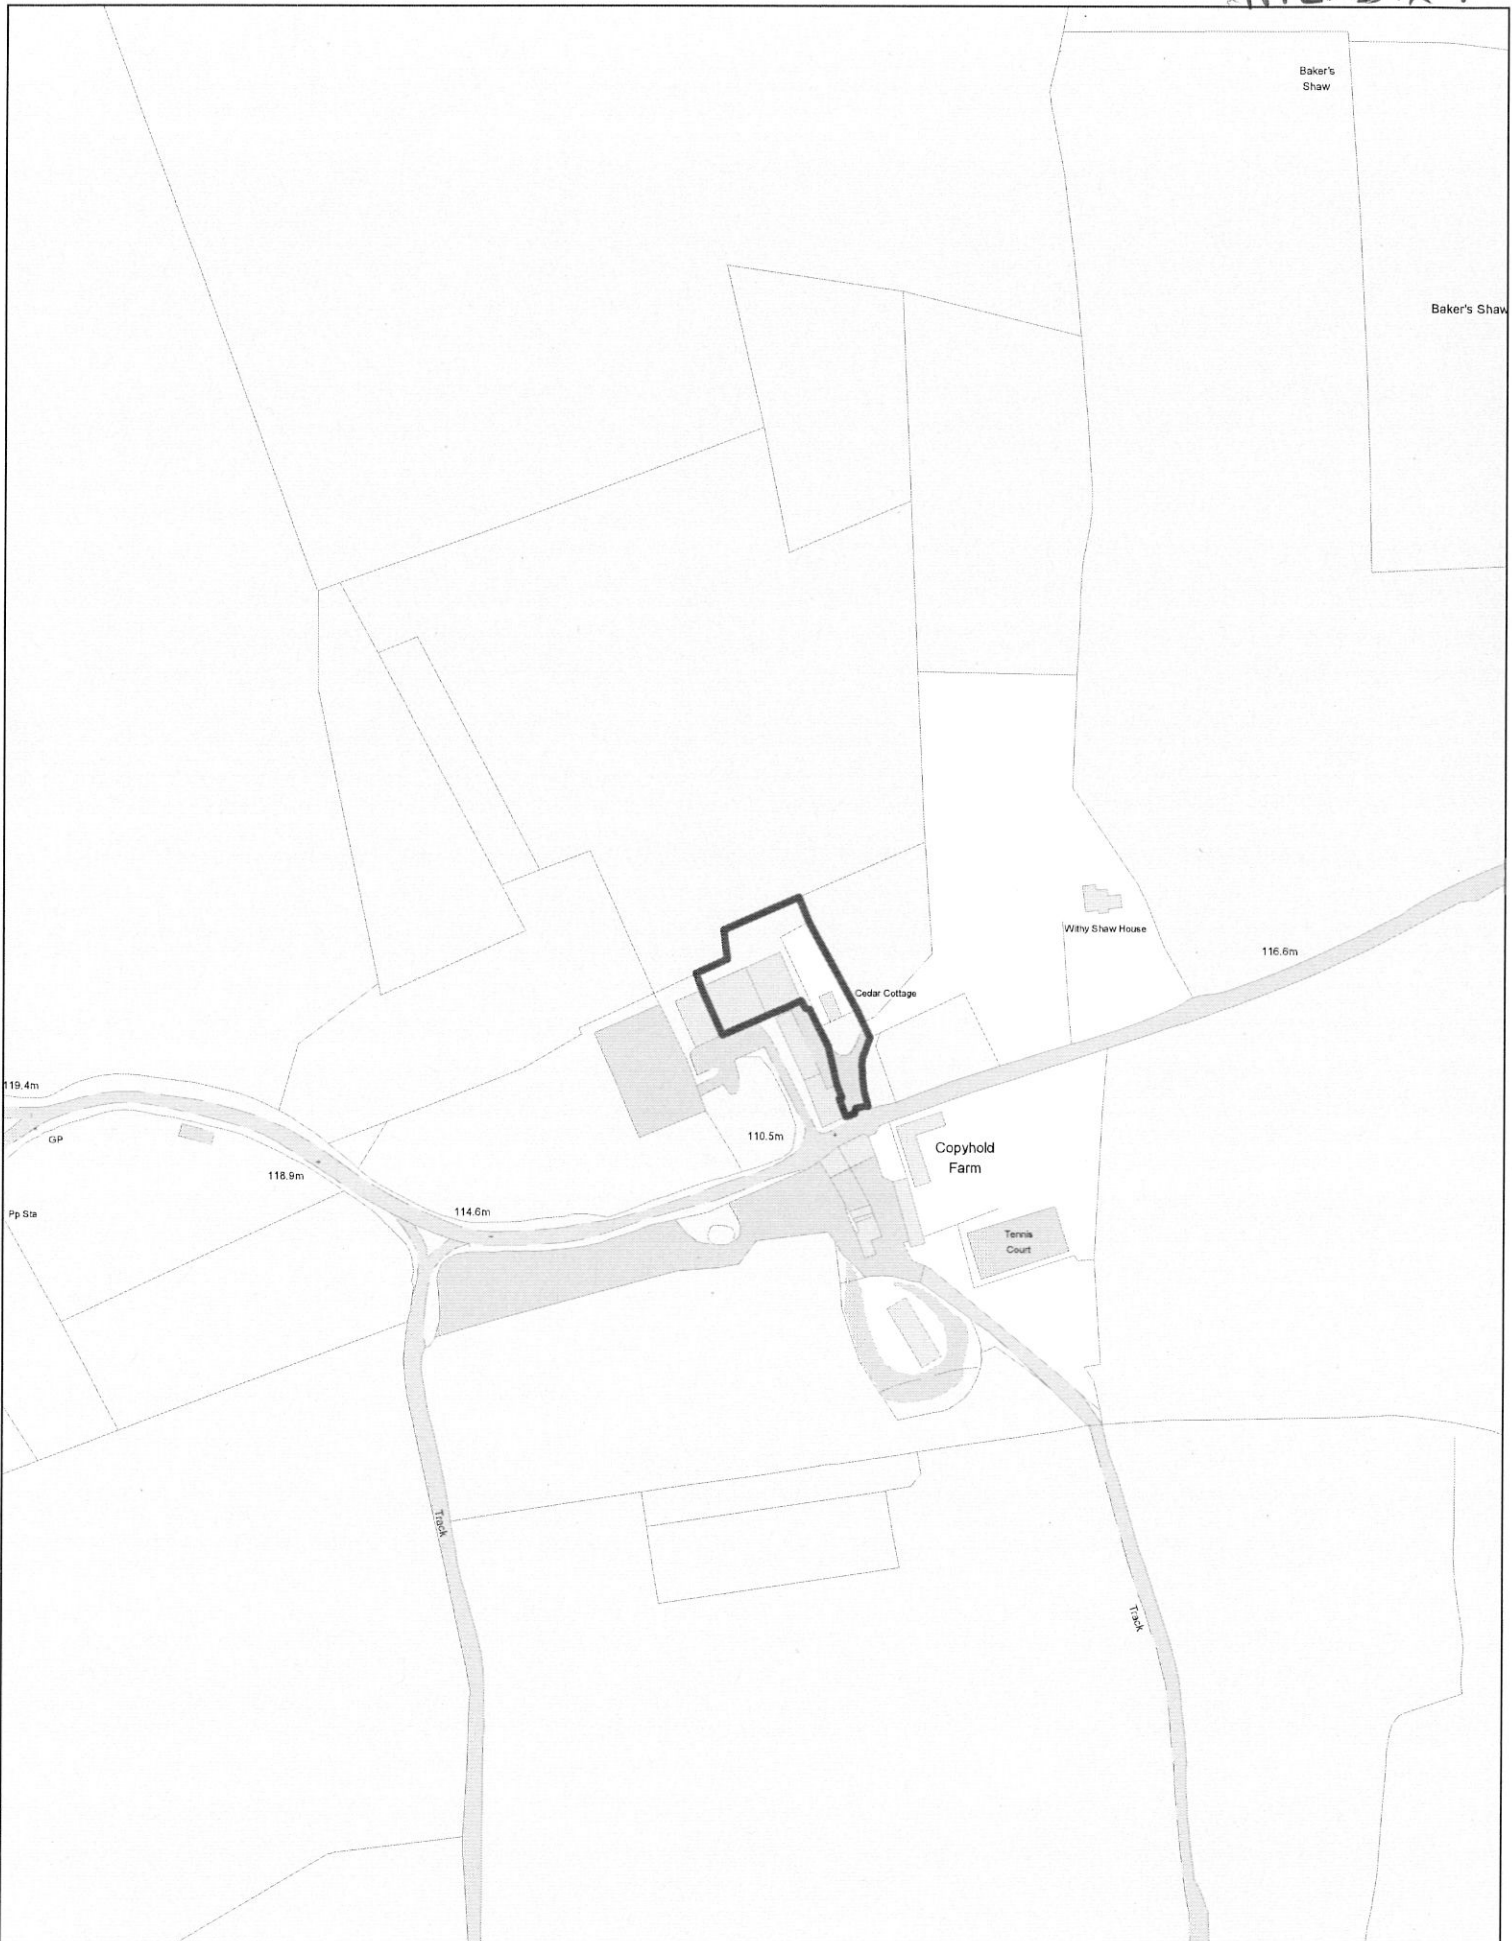 Baker's
Shaw
Baker's Shaw
Withy Shaw House
116.6m
Cedar Cottage
119.4m
GP
118.9m
110.5m
Copyhold
Farm
Pp Sta
114.6m
Tennis
Court
Track
Track